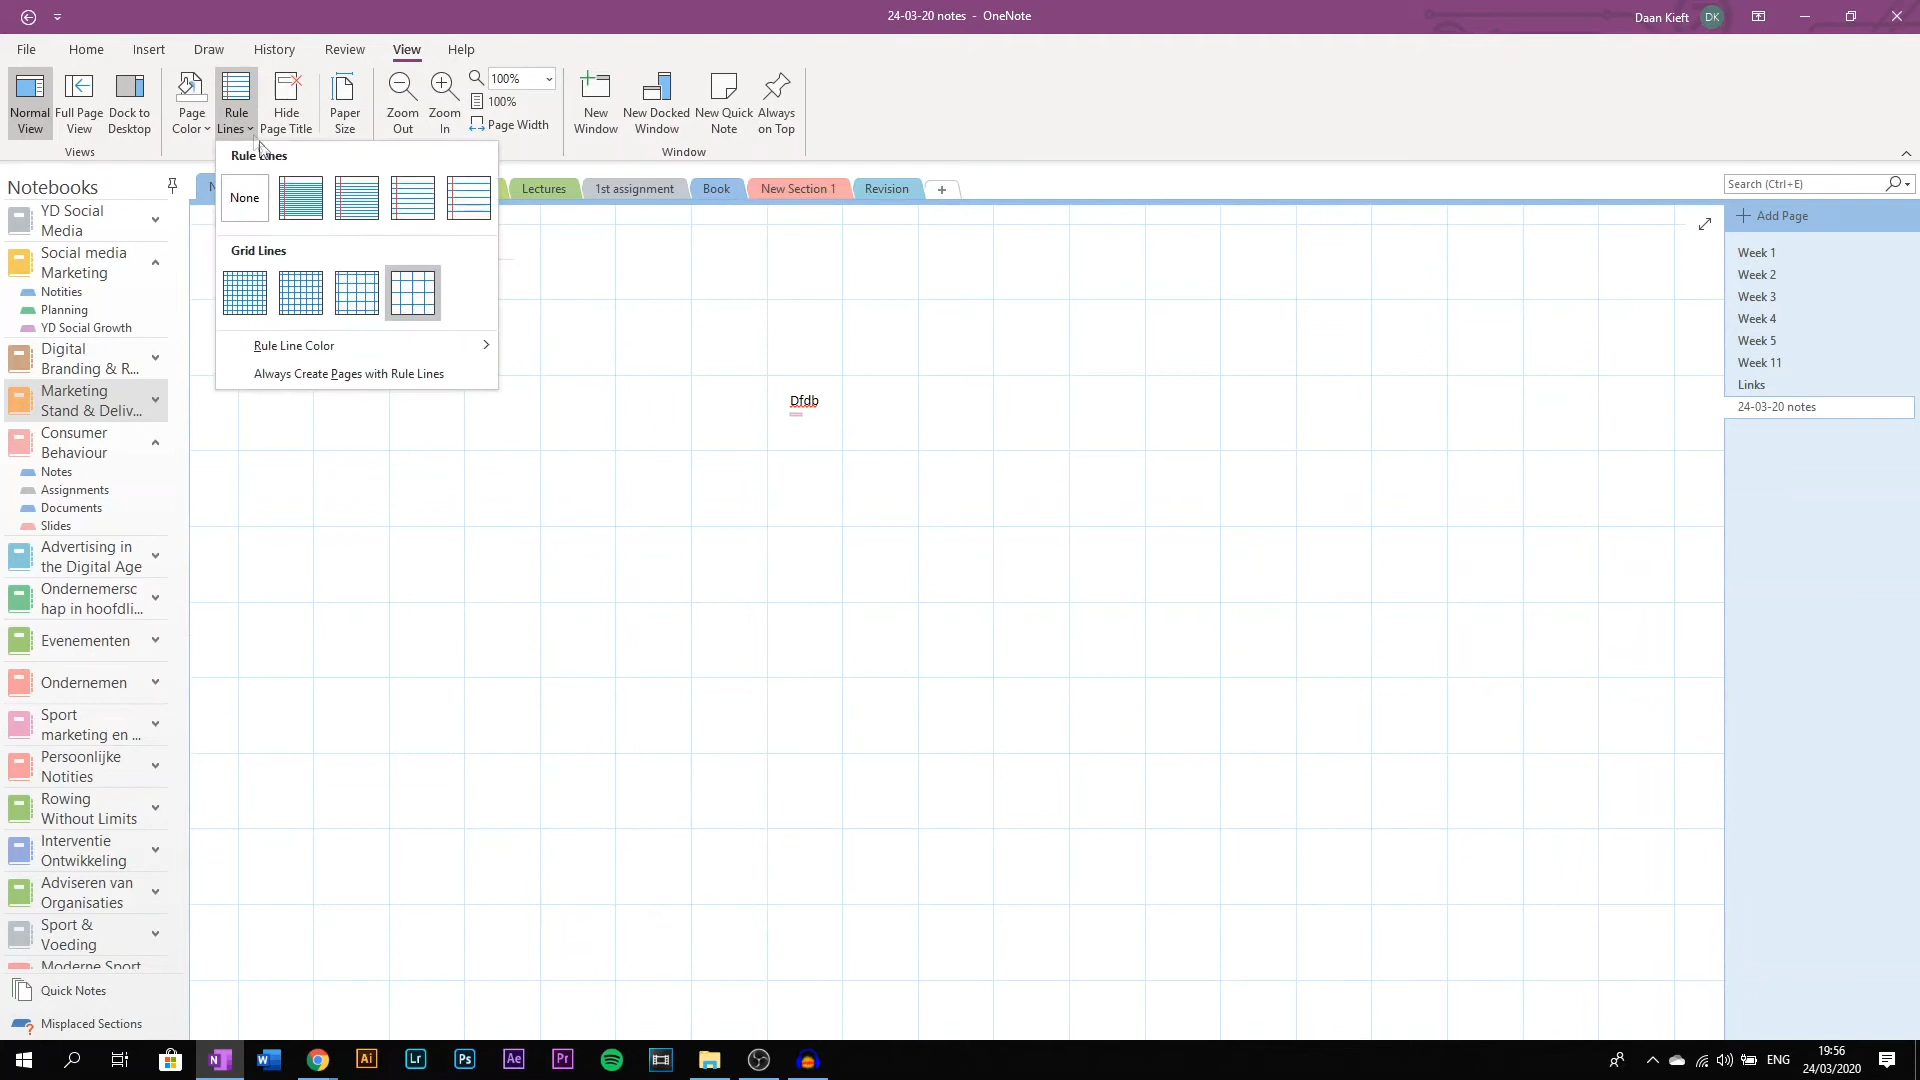 24-03-20 notes - OneNote
Daan Kieft
DK
File
Home
Insert
Draw
History
Review
View
Help
Normal
View
Full Page
View
Dock to
Desktop
Page
Color
Rule
Lines
Hide
Page Title
Paper
Size
Zoom
Out
Zoom
In
100%
100%
Page Width
New
Window
New Docked
Window
New Quick
Note
Always
on Top
Views
Window
Rule Lines
None
Grid Lines
Rule Line Color
Always Create Pages with Rule Lines
Notebooks
YD Social
Media
Social media
Marketing
Notities
Planning
YD Social Growth
Digital
Branding & R...
Marketing
Stand & Deliv...
Consumer
Behaviour
Notes
Assignments
Documents
Slides
Advertising in
the Digital Age
Ondernemersc
hap in hoofdli...
Evenementen
Ondernemen
Sport
marketing en ...
Persoonlijke
Notities
Rowing
Without Limits
Interventie
Ontwikkeling
Adviseren van
Organisaties
Sport &
Voeding
Moderne Sport
Quick Notes
Misplaced Sections
Lectures
1st assignment
Book
New Section 1
Revision
Search (Ctrl+E)
Dfdb
Add Page
Week 1
Week 2
Week 3
Week 4
Week 5
Week 11
Links
24-03-20 notes
N
W
Ai
Lr
Ps
Ae
Pr
ENG
19:56
24/03/2020